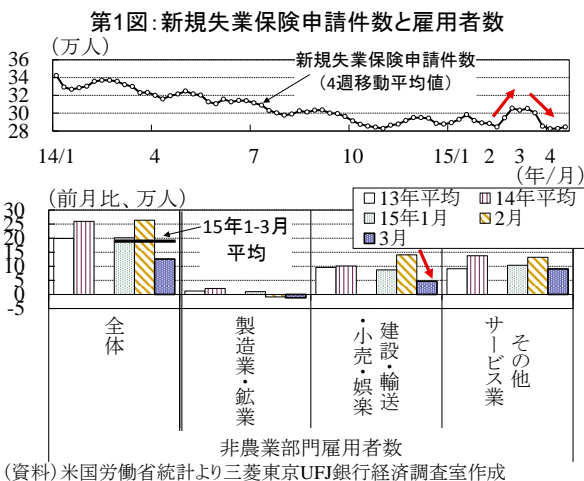 第1図:新規失業保険申請件数と雇用者数
(万人)
36
34
32
30
28
新規失業保険申請件数
(4週移動平均値)
14/1 4 7 10 15/1 2 3 4
(年/月)
(前月比、万人)
30
25
20
15
10
5
0
-5
15年1-3月
平均
13年平均 14年平均
15年1月 2月
3月
全体
製造業・鉱業
建設・輸送
・小売・娯楽
その他
サービス業
非農業部門雇用者数
(資料)米国労働省統計より三菱東京UFJ銀行経済調査室作成